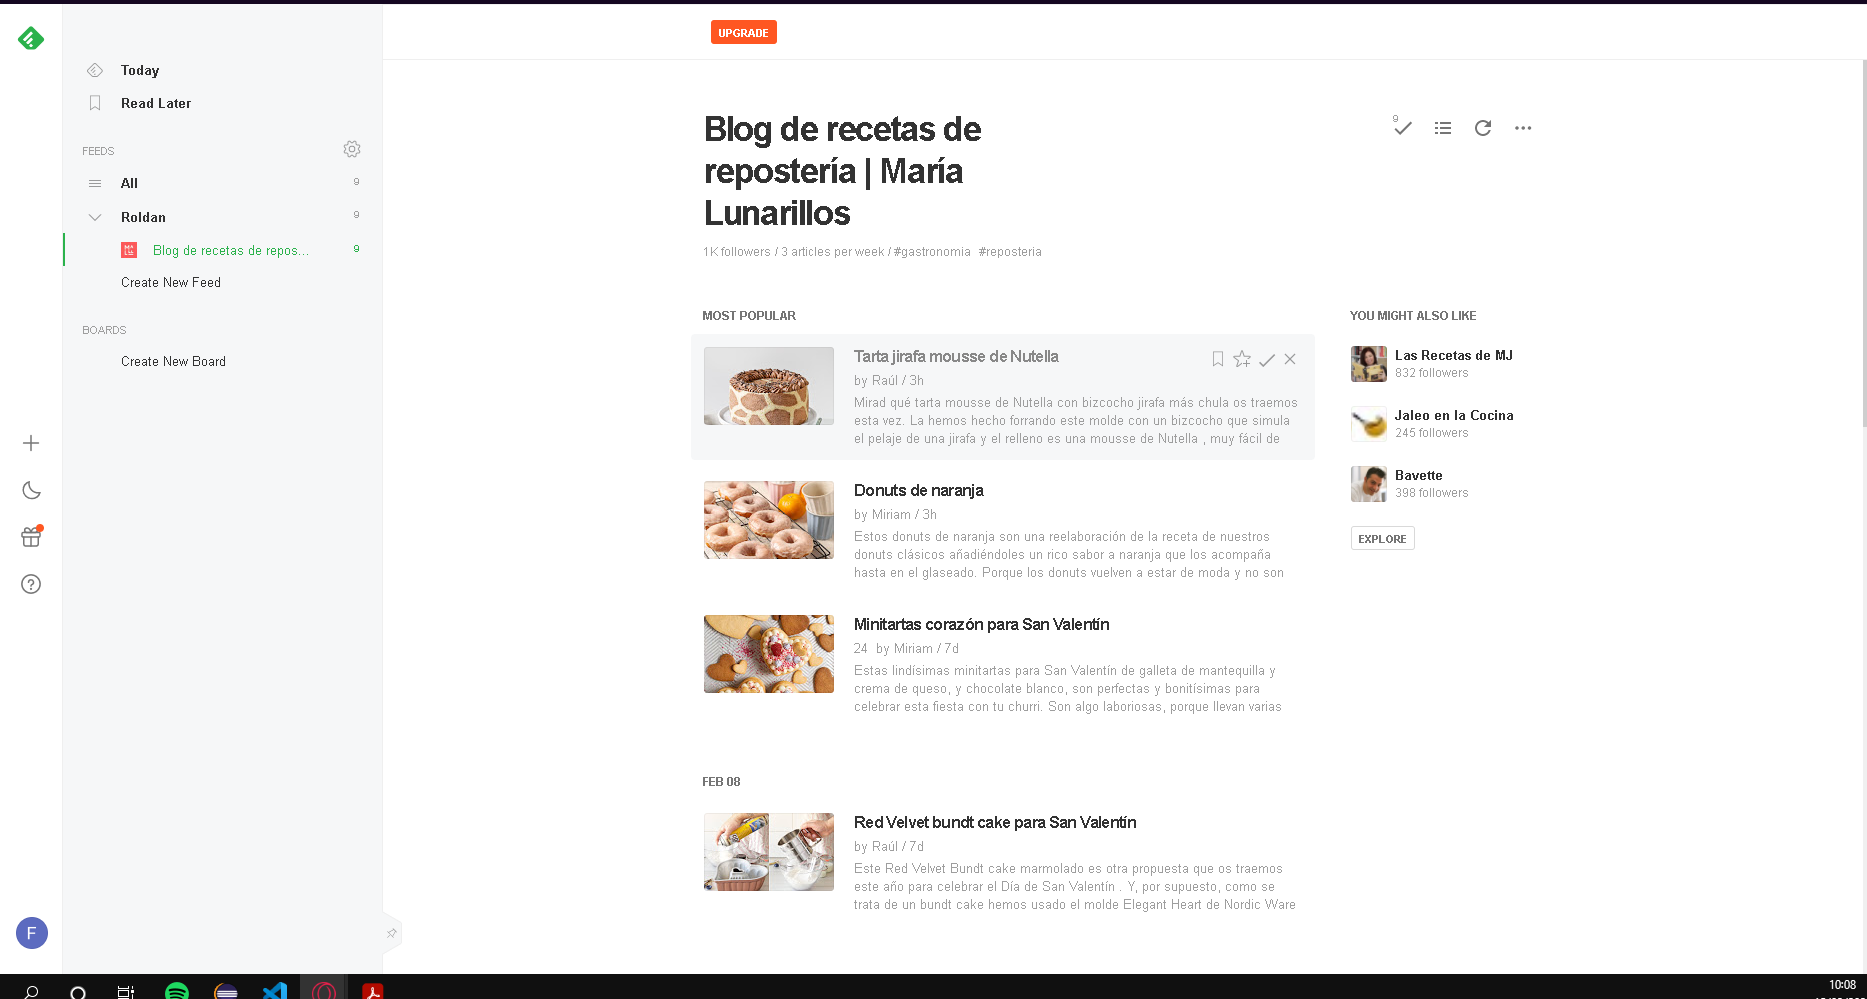 UPGRADE
Today
Read Later
FEEDS
All 9
Roldan 9
Blog de recetas de repos... 9
Create New Feed
BOARDS
Create New Board
F
Blog de recetas de
repostería | María
Lunarillos
9
1K followers / 3 articles per week / #gastronomia #reposteria
MOST POPULAR
Tarta jirafa mousse de Nutella
by Raúl / 3h
Mirad qué tarta mousse de Nutella con bizcocho jirafa más chula os traemos
esta vez. La hemos hecho forrando este molde con un bizcocho que simula
el pelaje de una jirafa y el relleno es una mousse de Nutella , muy fácil de
Donuts de naranja
by Miriam / 3h
Estos donuts de naranja son una reelaboración de la receta de nuestros
donuts clásicos añadiéndoles un rico sabor a naranja que los acompaña
hasta en el glaseado. Porque los donuts vuelven a estar de moda y no son
Minitartas corazón para San Valentín
24 by Miriam / 7d
Estas lindísimas minitartas para San Valentín de galleta de mantequilla y
crema de queso, y chocolate blanco, son perfectas y bonitísimas para
celebrar esta fiesta con tu churri. Son algo laboriosas, porque llevan varias
FEB 08
Red Velvet bundt cake para San Valentín
by Raúl / 7d
Este Red Velvet Bundt cake marmolado es otra propuesta que os traemos
este año para celebrar el Día de San Valentín . Y, por supuesto, como se
trata de un bundt cake hemos usado el molde Elegant Heart de Nordic Ware
YOU MIGHT ALSO LIKE
Las Recetas de MJ
832 followers
Jaleo en la Cocina
245 followers
Bavette
398 followers
EXPLORE
10:08